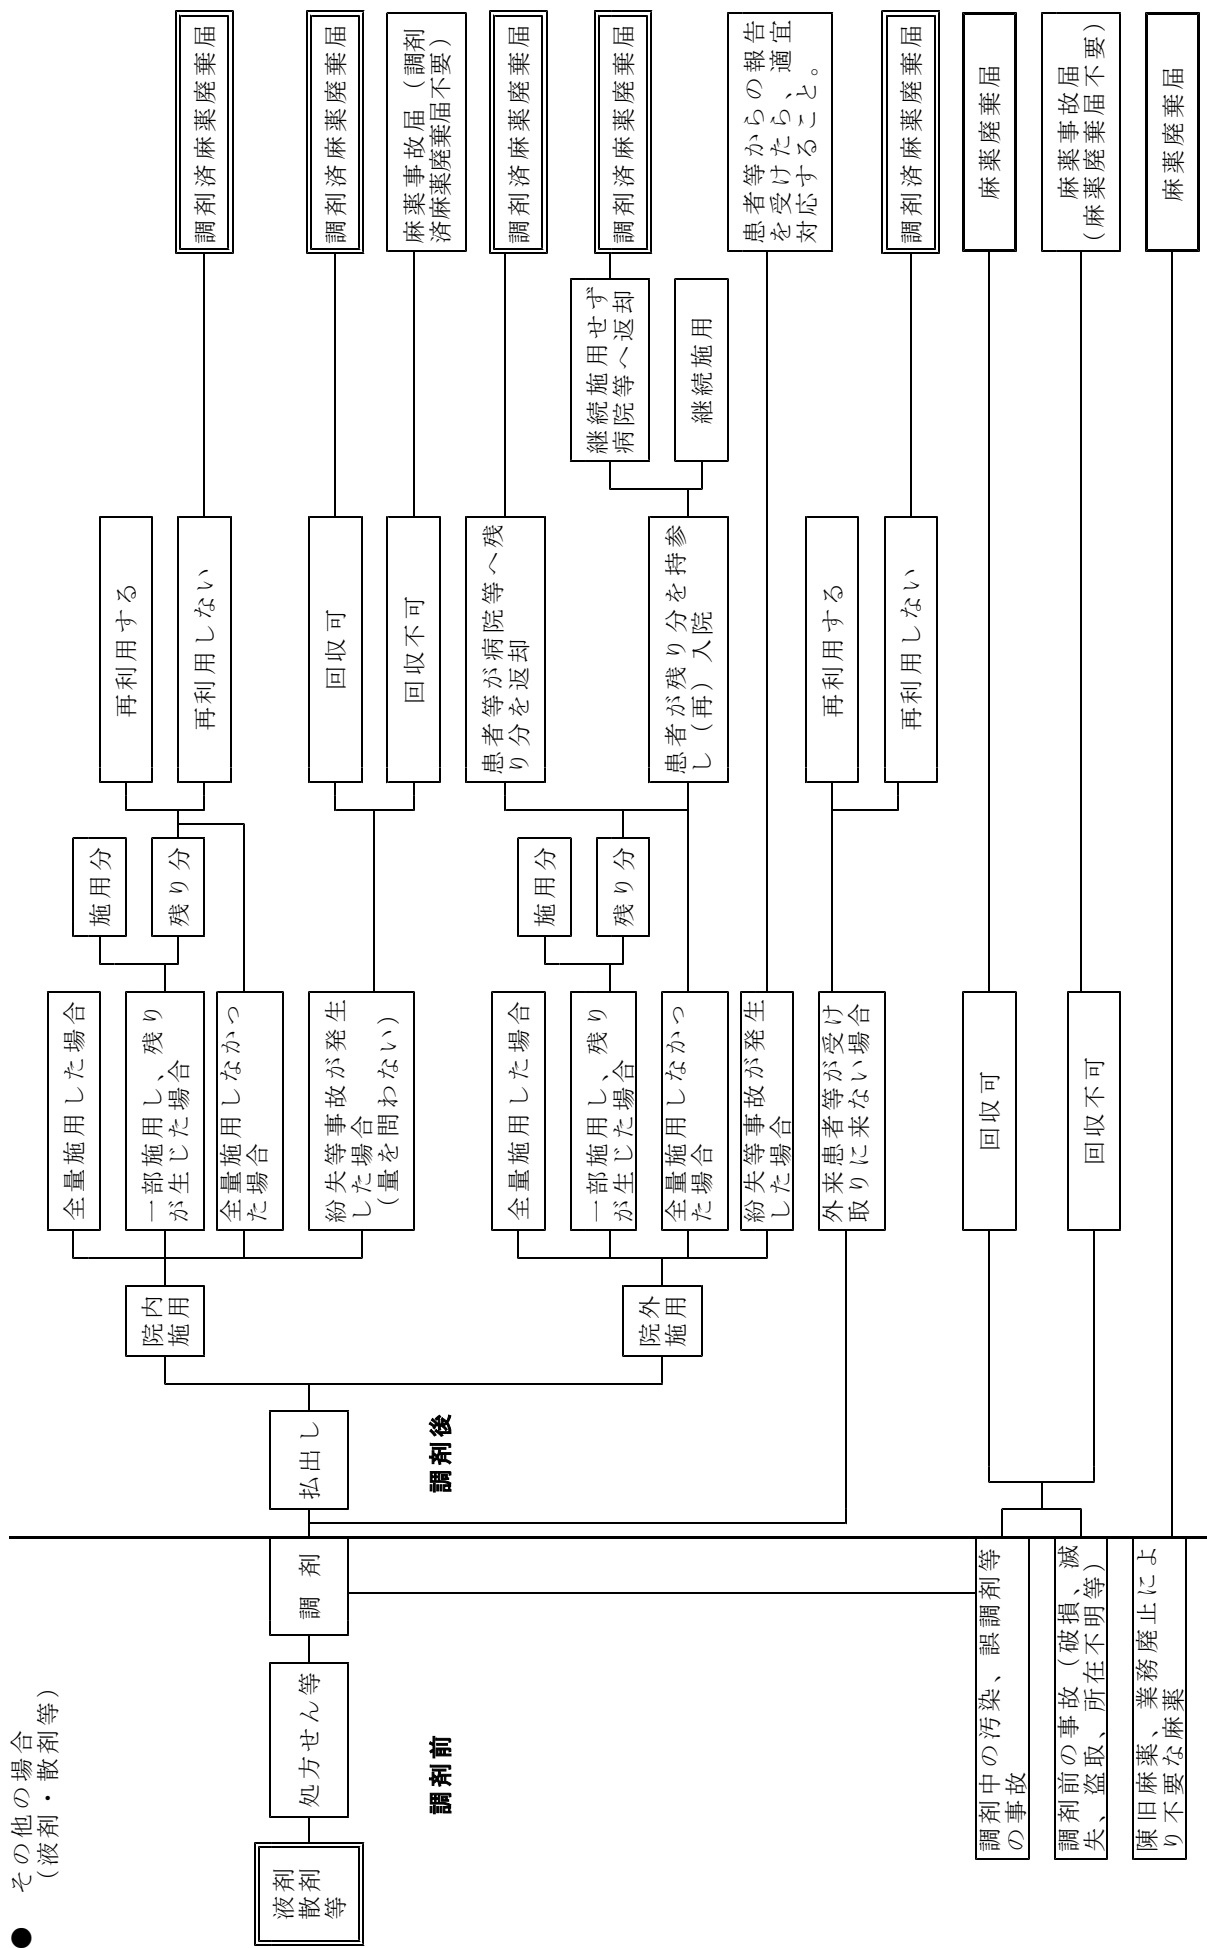 ● その他の場合
（液剤・散剤等）
液剤
散剤
等
処方せん等
調　剤
払出し
調剤前
調剤後
院内
施用
全量施用した場合
一部施用し、残り
が生じた場合
全量施用しなかっ
た場合
紛失等事故が発生
した場合
（量を問わない）
施用分
残り分
再利用する
再利用しない
調剤済麻薬廃棄届
回収可
調剤済麻薬廃棄届
回収不可
麻薬事故届（調剤
済麻薬廃棄届不要）
院外
施用
全量施用した場合
一部施用し、残り
が生じた場合
全量施用しなかっ
た場合
紛失等事故が発生
した場合
施用分
残り分
患者等が病院等へ残
り分を返却
調剤済麻薬廃棄届
患者が残り分を持参
し（再）入院
継続施用せず
病院等へ返却
調剤済麻薬廃棄届
継続施用
患者等からの報告
を受けたら、適宜
対応すること。
外来患者等が受け
取りに来ない場合
再利用する
再利用しない
調剤済麻薬廃棄届
調剤中の汚染、誤調剤等
の事故
調剤前の事故（破損、滅
失、盗取、所在不明等）
回収可
麻薬廃棄届
回収不可
麻薬事故届
（麻薬廃棄届不要）
陳旧麻薬、業務廃止によ
り不要な麻薬
麻薬廃棄届